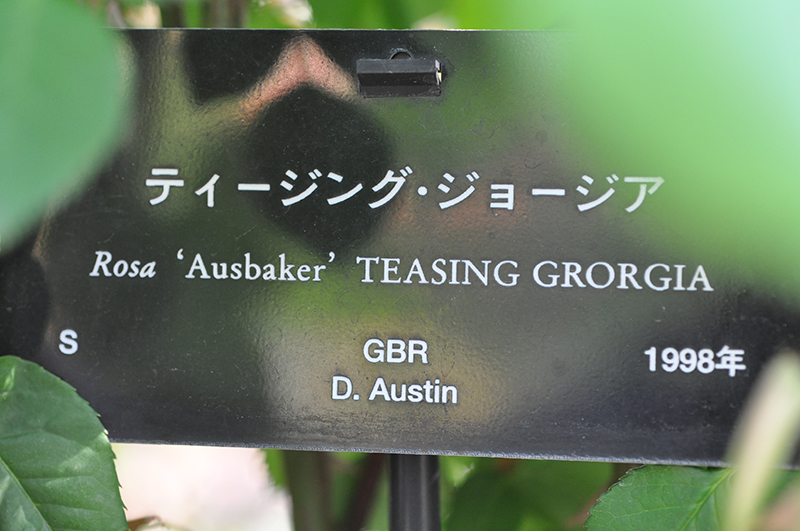 ティージング・ジョージア
Rosa ‘Ausbaker’ TEASING GRORGIA
S GBR 1998年
D. Austin